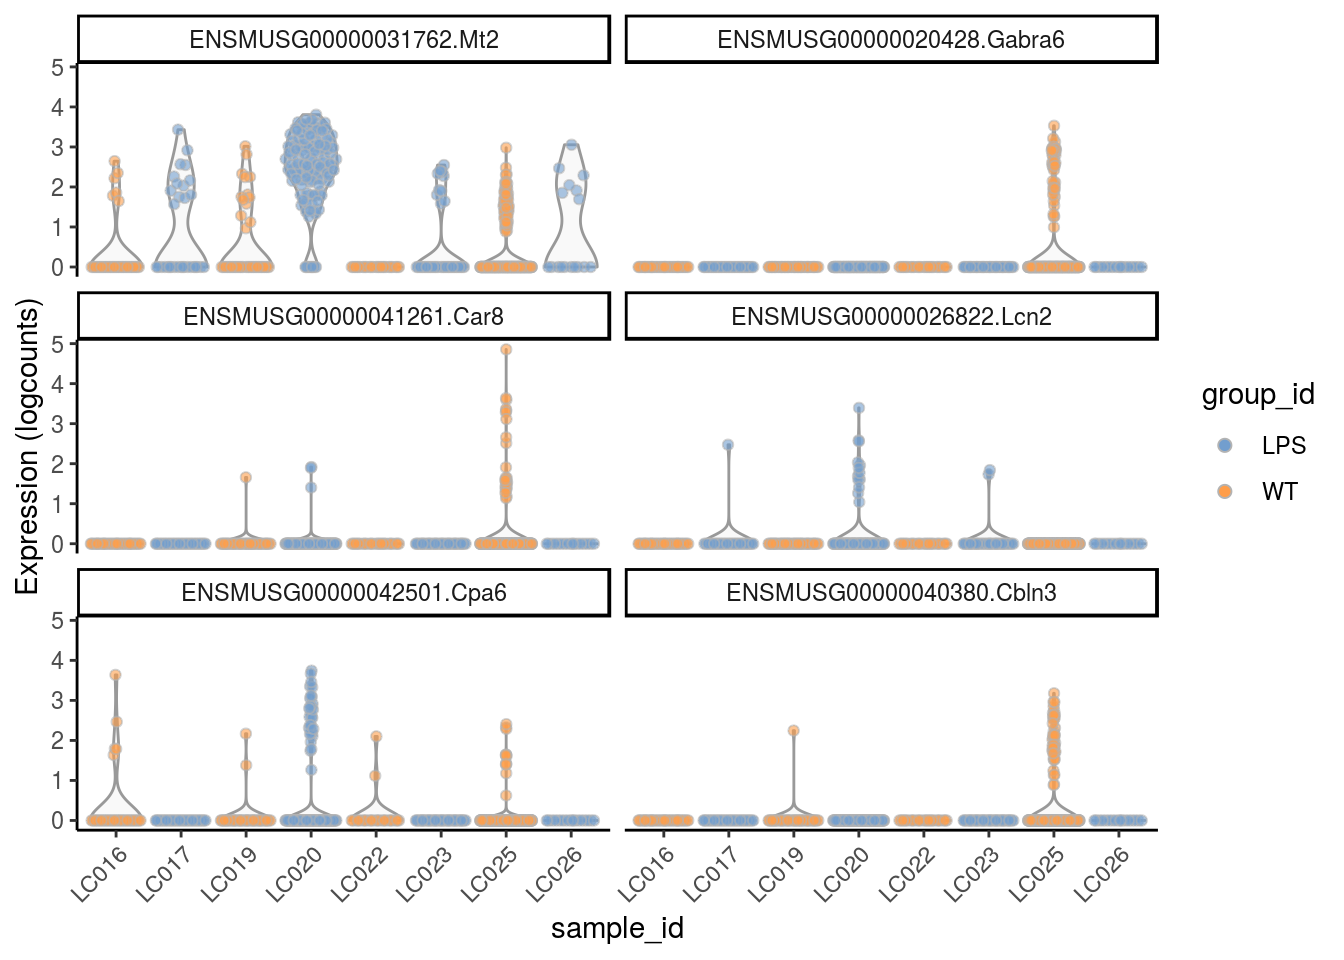 ENSMUSG00000031762.Mt2
ENSMUSG00000020428.Gabra6
5
4
3
2
1
0
ENSMUSG00000041261.Car8
ENSMUSG00000026822.Lcn2
5
4
3
2
1
0
ENSMUSG00000042501.Cpa6
ENSMUSG00000040380.Cbln3
5
4
3
2
1
0
Expression (logcounts)
LC016 LC017 LC019 LC020 LC022 LC023 LC025 LC026
LC016 LC017 LC019 LC020 LC022 LC023 LC025 LC026
sample_id
group_id
LPS
WT